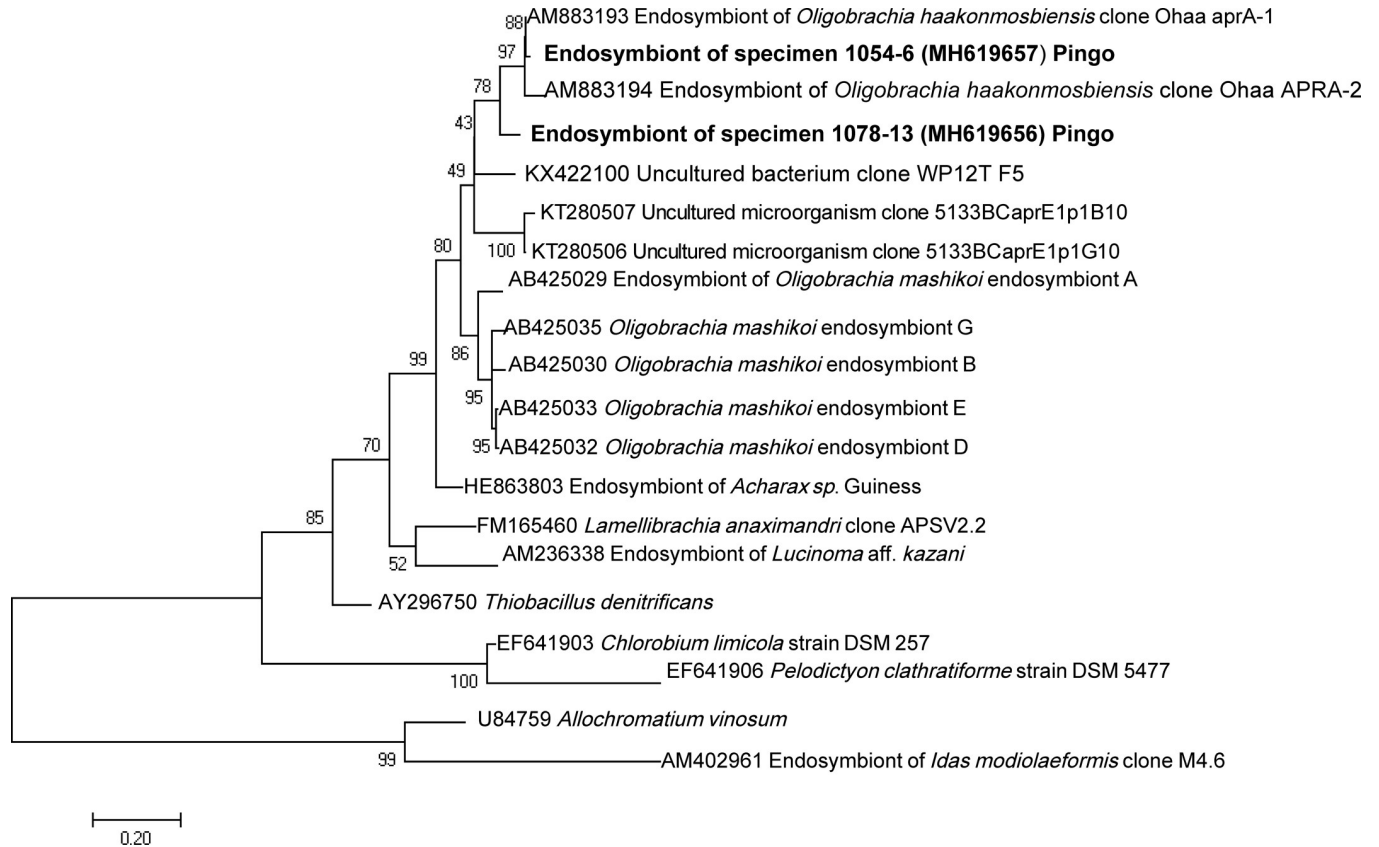 88
AM883193 Endosymbiont of Oligobrachia haakonmosbiensis clone Ohaa aprA-1
97
Endosymbiont of specimen 1054-6 (MH619657) Pingo
78
AM883194 Endosymbiont of Oligobrachia haakonmosbiensis clone Ohaa APRA-2
43
Endosymbiont of specimen 1078-13 (MH619656) Pingo
49
KX422100 Uncultured bacterium clone WP12T F5
KT280507 Uncultured microorganism clone 5133BCaprE1p1B10
80
100
KT280506 Uncultured microorganism clone 5133BCaprE1p1G10
AB425029 Endosymbiont of Oligobrachia mashikoi endosymbiont A
AB425035 Oligobrachia mashikoi endosymbiont G
86
99
AB425030 Oligobrachia mashikoi endosymbiont B
95
AB425033 Oligobrachia mashikoi endosymbiont E
70
95
AB425032 Oligobrachia mashikoi endosymbiont D
HE863803 Endosymbiont of Acharax sp. Guiness
85
FM165460 Lamellibrachia anaximandri clone APSV2.2
52
AM236338 Endosymbiont of Lucinoma aff. kazani
AY296750 Thiobacillus denitrificans
EF641903 Chlorobium limicola strain DSM 257
100
EF641906 Pelodictyon clathratiforme strain DSM 5477
U84759 Allochromatium vinosum
99
AM402961 Endosymbiont of Idas modiolaeformis clone M4.6
0.20